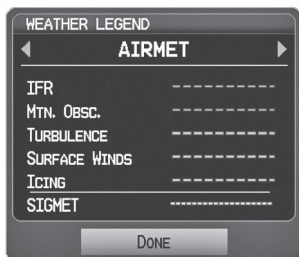 WEATHER LEGEND
AIRMET
IFR
MTN. OBSC.
TURBULENCE
SURFACE WINDS
ICING
SIGMET
DONE